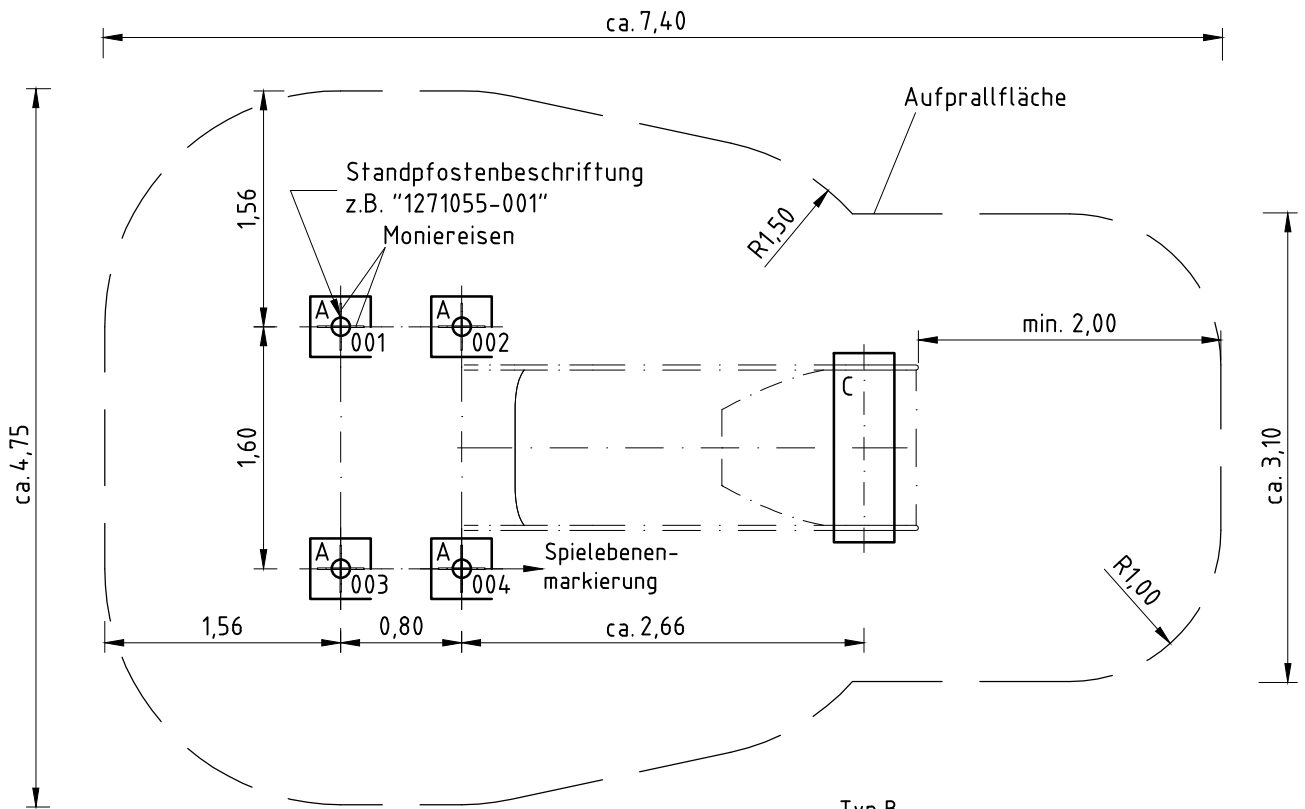 ca. 7,40
Aufprallfläche
Standpfostenbeschriftung
z.B. "1271055-001"
Moniereisen
1,56
R1,50
A
A
001
002
min. 2,00
C
ca. 4,75
1,60
ca. 3,10
A
A
003
004
Spielebenen-
markierung
R1,00
1,56
0,80
ca. 2,66